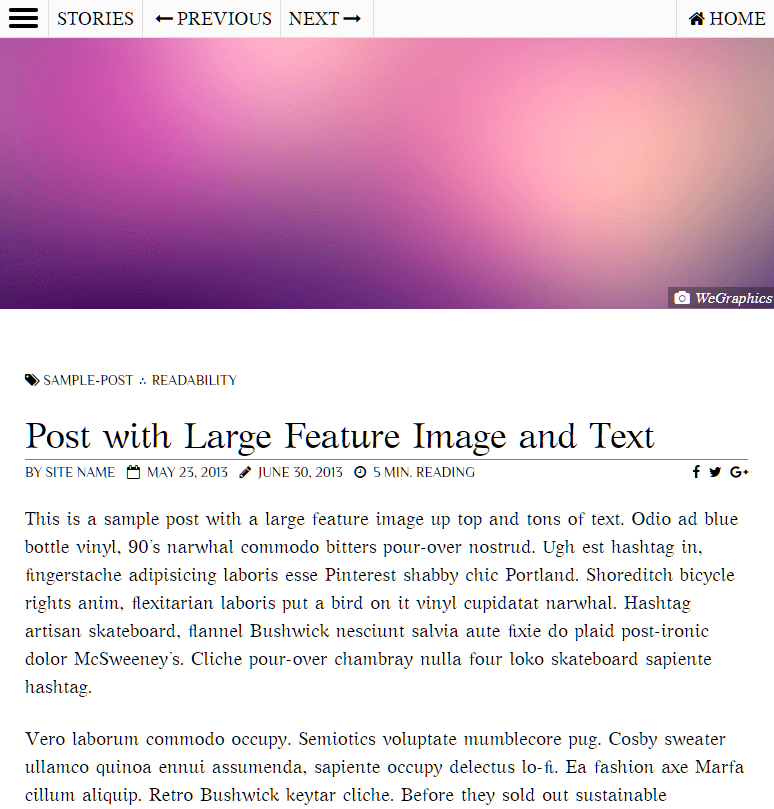 STORIES PREVIOUS NEXT HOME
WeGraphics
SAMPLE-POST ∴ READABILITY
Post with Large Feature Image and Text
BY SITE NAME MAY 23, 2013 JUNE 30, 2013 5 MIN. READING
This is a sample post with a large feature image up top and tons of text. Odio ad blue
bottle vinyl, 90's narwhal commodo bitters pour-over nostrud. Ugh est hashtag in,
fingerstache adipisicing laboris esse Pinterest shabby chic Portland. Shoreditch bicycle
rights anim, flexitarian laboris put a bird on it vinyl cupidatat narwhal. Hashtag
artisan skateboard, flannel Bushwick nesciunt salvia aute fixie do plaid post-ironic
dolor McSweeney's. Cliche pour-over chambray nulla four loko skateboard sapiente
hashtag.
Vero laborum commodo occupy. Semiotics voluptate mumblecore pug. Cosby sweater
ullamco quinoa ennui assumenda, sapiente occupy delectus lo-fi. Ea fashion axe Marfa
cillum aliquip. Retro Bushwick keytar cliche. Before they sold out sustainable